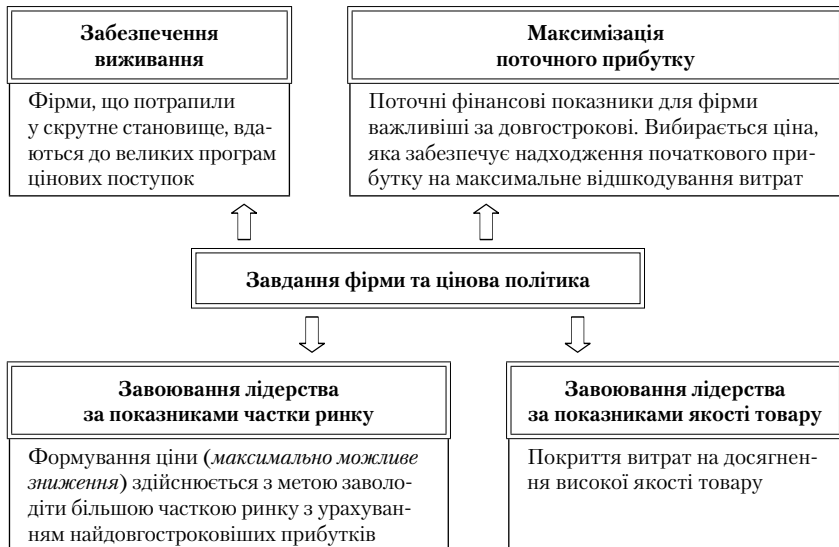 Забезпечення
виживання
Фірми, що потрапили
у скрутне становище, вда-
ються до великих програм
цінових поступок
Максимізація
поточного прибутку
Поточні фінансові показники для фірми
важливіші за довгострокові. Вибирається ціна,
яка забезпечує надходження початкового при-
бутку на максимальне відшкодування витрат
Завдання фірми та цінова політика
Завоювання лідерства
за показниками частки ринку
Формування ціни (максимально можливе
зниження) здійснюється з метою заволо-
діти більшою часткою ринку з урахуван-
ням найдовгостроковіших прибутків
Завоювання лідерства
за показниками якості товару
Покриття витрат на досягнен-
ня високої якості товару